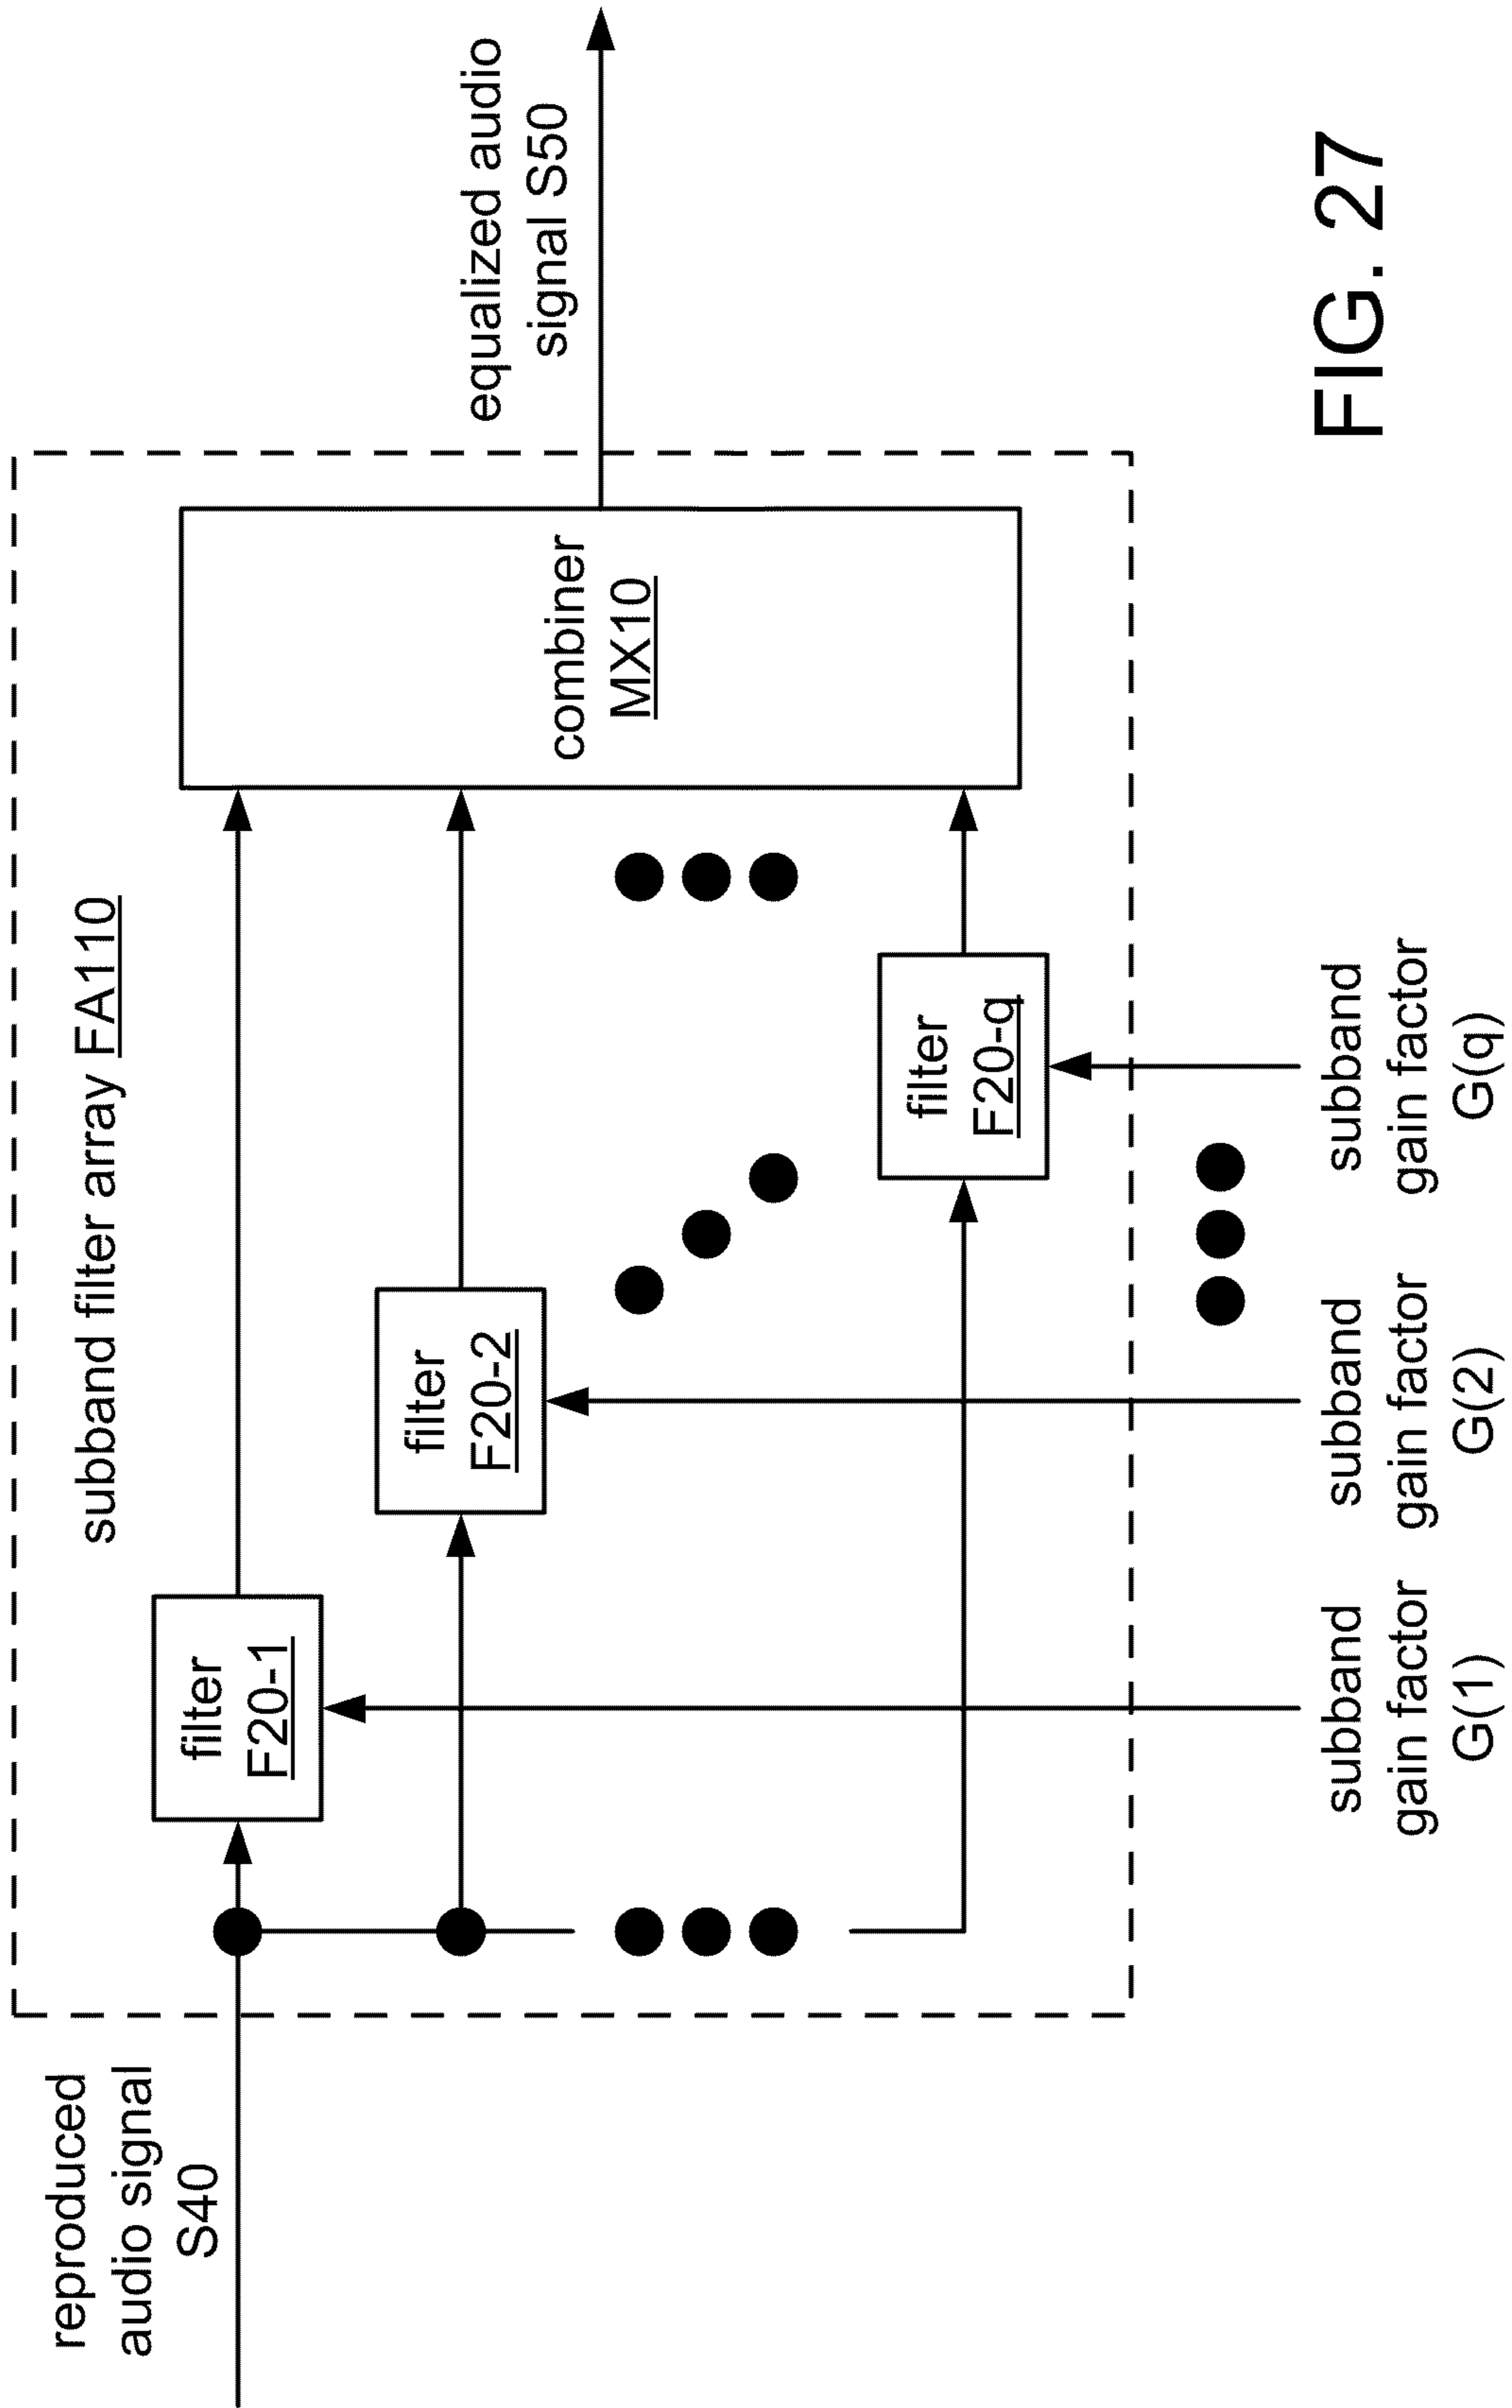 subband filter array FA110
reproduced
audio signal
S40
filter
F20-1
filter
F20-2
filter
F20-q
combiner
MX10
equalized audio
signal S50
subband
gain factor
G(1)
subband
gain factor
G(2)
subband
gain factor
G(q)
FIG. 27